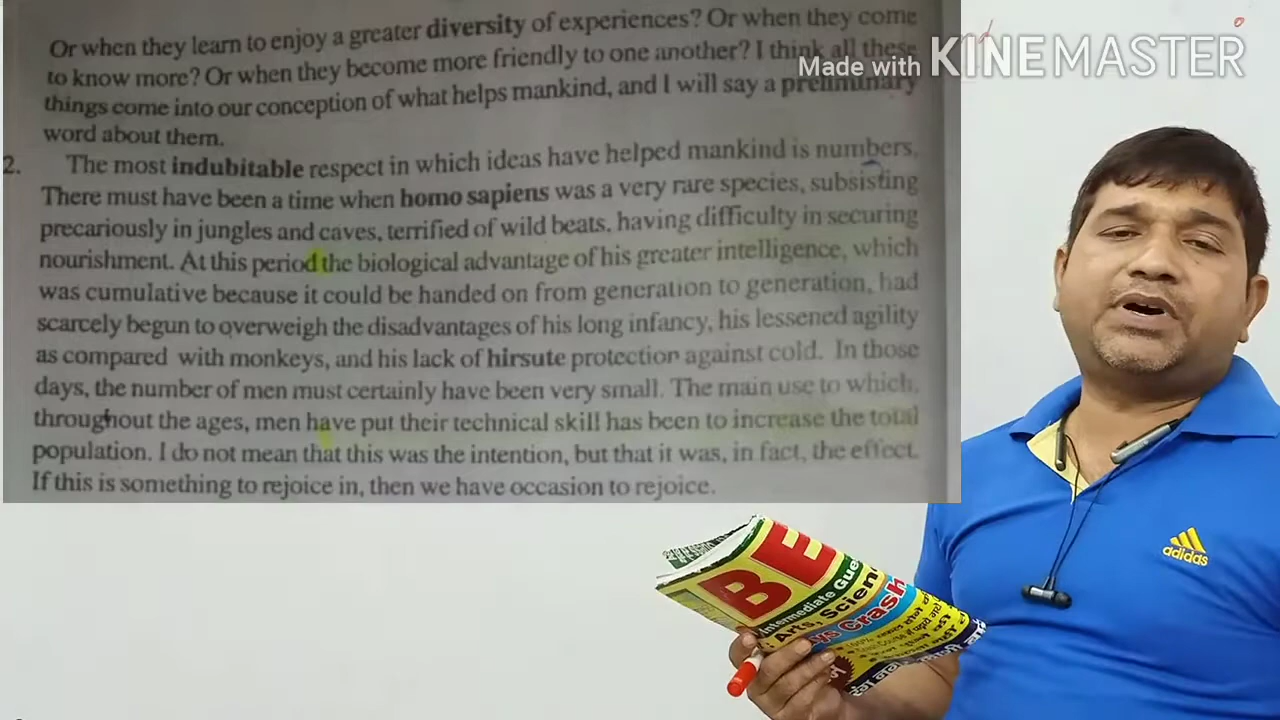 Or when they learn to enjoy a greater diversity of experiences? Or when they come
to know more? Or when they become more friendly to one another? I think all these
things come into our conception of what helps mankind, and I will say a preliminary
word about them.
2. The most indubitable respect in which ideas have helped mankind is numbers.
There must have been a time when homo sapiens was a very rare species, subsisting
precariously in jungles and caves, terrified of wild beats, having difficulty in securing
nourishment. At this period the biological advantage of his greater intelligence, which
was cumulative because it could be handed on from generation to generation, had
scarcely begun to overweigh the disadvantages of his long infancy, his lessened agility
as compared with monkeys, and his lack of hirsute protection against cold. In those
days, the number of men must certainly have been very small. The main use to which,
throughout the ages, men have put their technical skill has been to increase the total
population. I do not mean that this was the intention, but that it was, in fact, the effect.
If this is something to rejoice in, then we have occasion to rejoice.
Made with KINEMASTER
adidas
BE
Intermediate Gue
Arts, Scien
ys Crash
100%